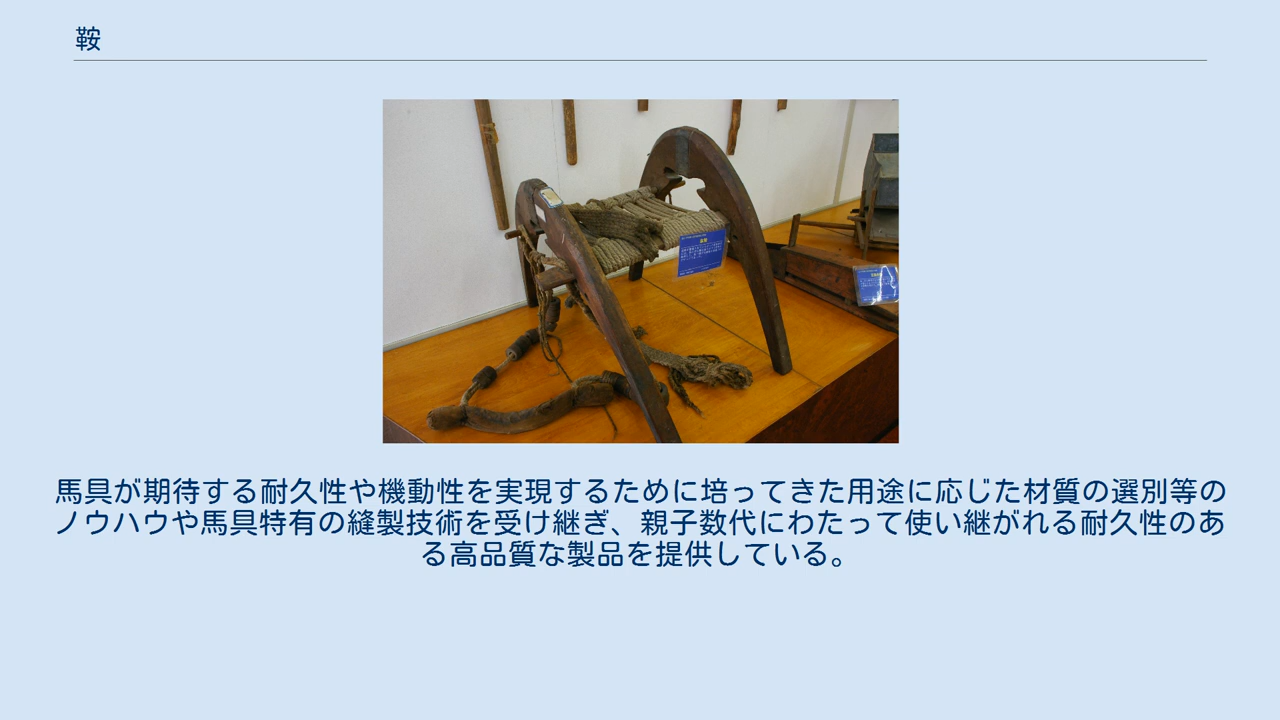 鞍
馬具が期待する耐久性や機動性を実現するために培ってきた用途に応じた材質の選別等の
ノウハウや馬具特有の縫製技術を受け継ぎ、親子数代にわたって使い継がれる耐久性のあ
る高品質な製品を提供している。